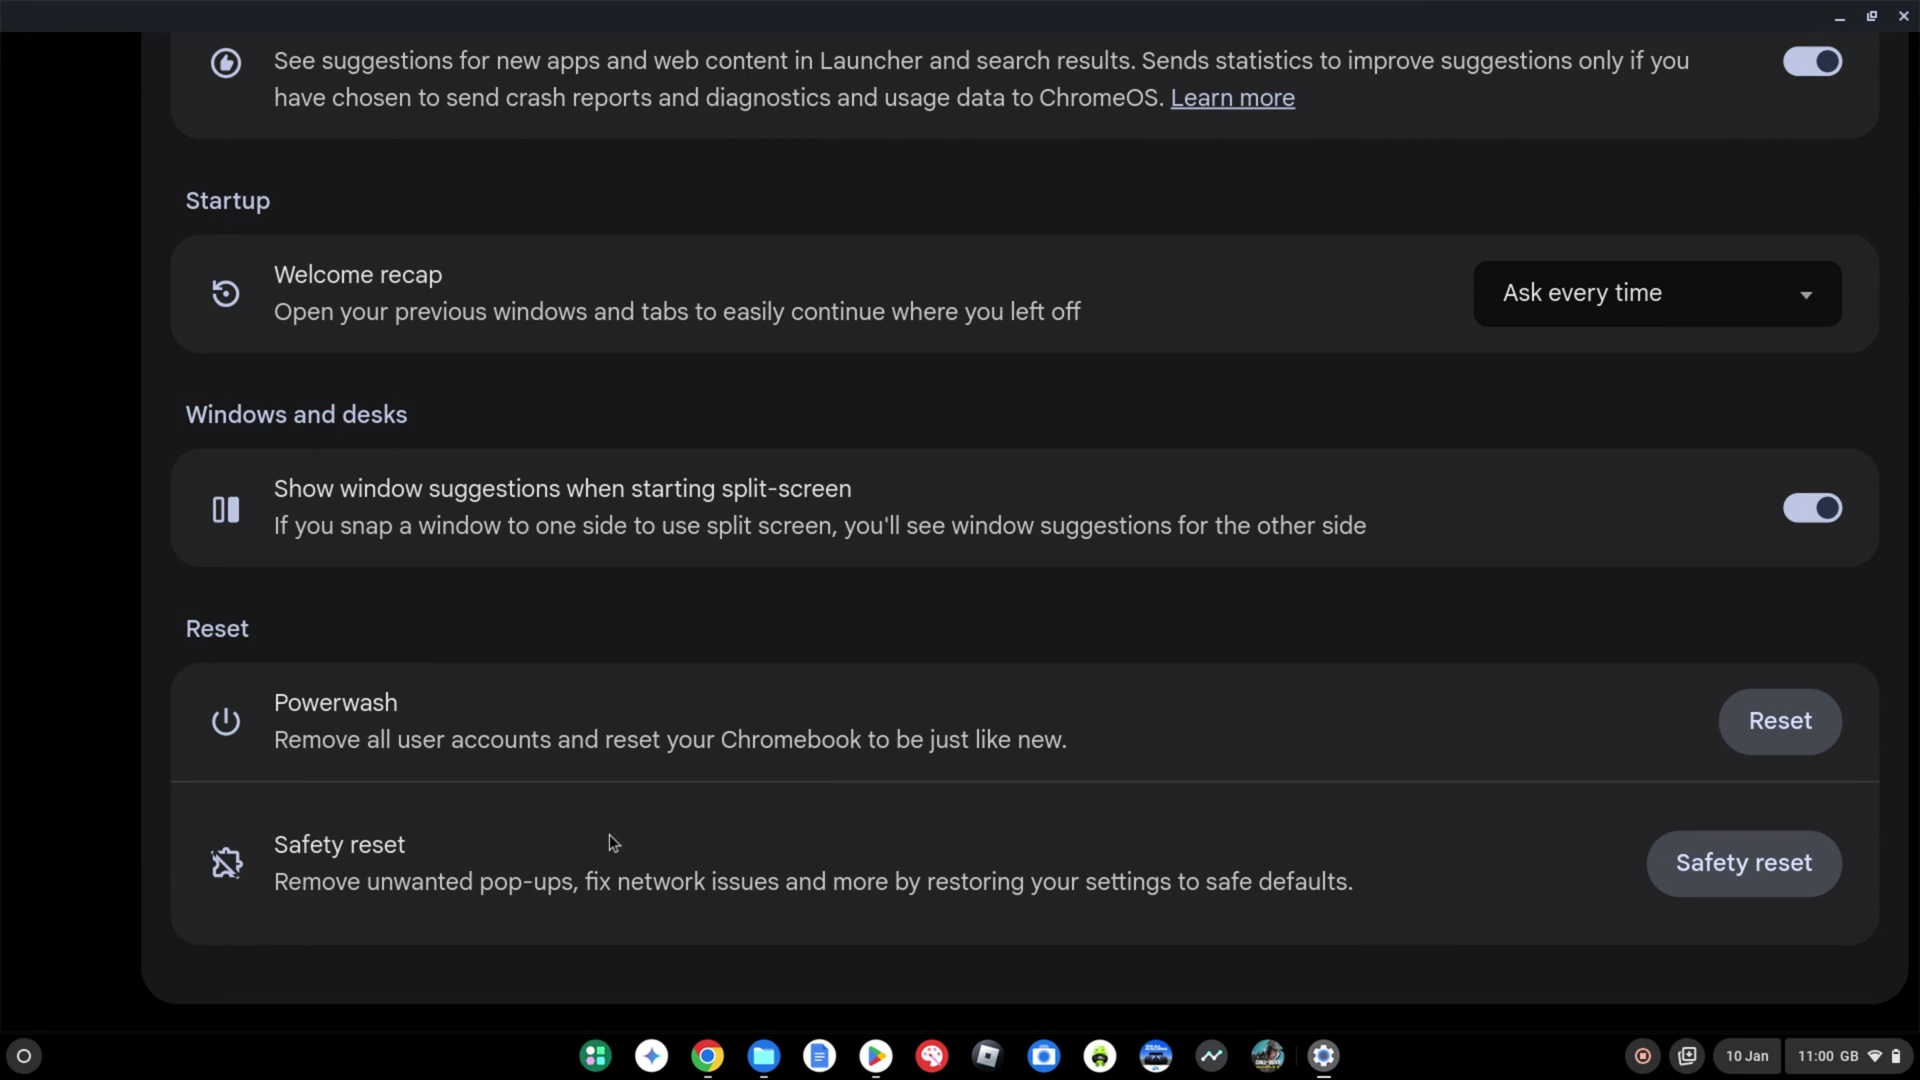 See suggestions for new apps and web content in Launcher and search results. Sends statistics to improve suggestions only if you
have chosen to send crash reports and diagnostics and usage data to ChromeOS. Learn more
Startup
Welcome recap
Open your previous windows and tabs to easily continue where you left off
Ask every time
Windows and desks
Show window suggestions when starting split-screen
If you snap a window to one side to use split screen, you'll see window suggestions for the other side
Reset
Powerwash
Remove all user accounts and reset your Chromebook to be just like new.
Reset
Safety reset
Remove unwanted pop-ups, fix network issues and more by restoring your settings to safe defaults.
Safety reset
10 Jan
11:00 GB